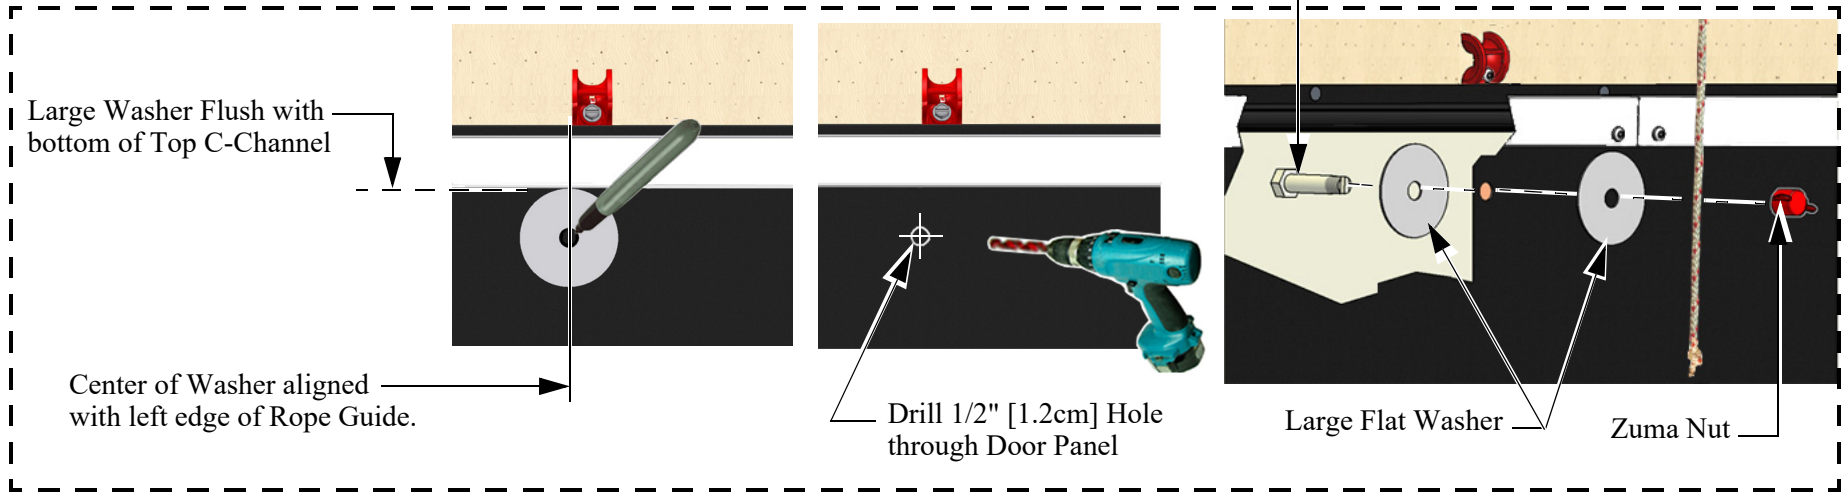 Large Washer Flush with
bottom of Top C-Channel
Center of Washer aligned
with left edge of Rope Guide.
Drill 1/2" [1.2cm] Hole
through Door Panel
Large Flat Washer
Zuma Nut